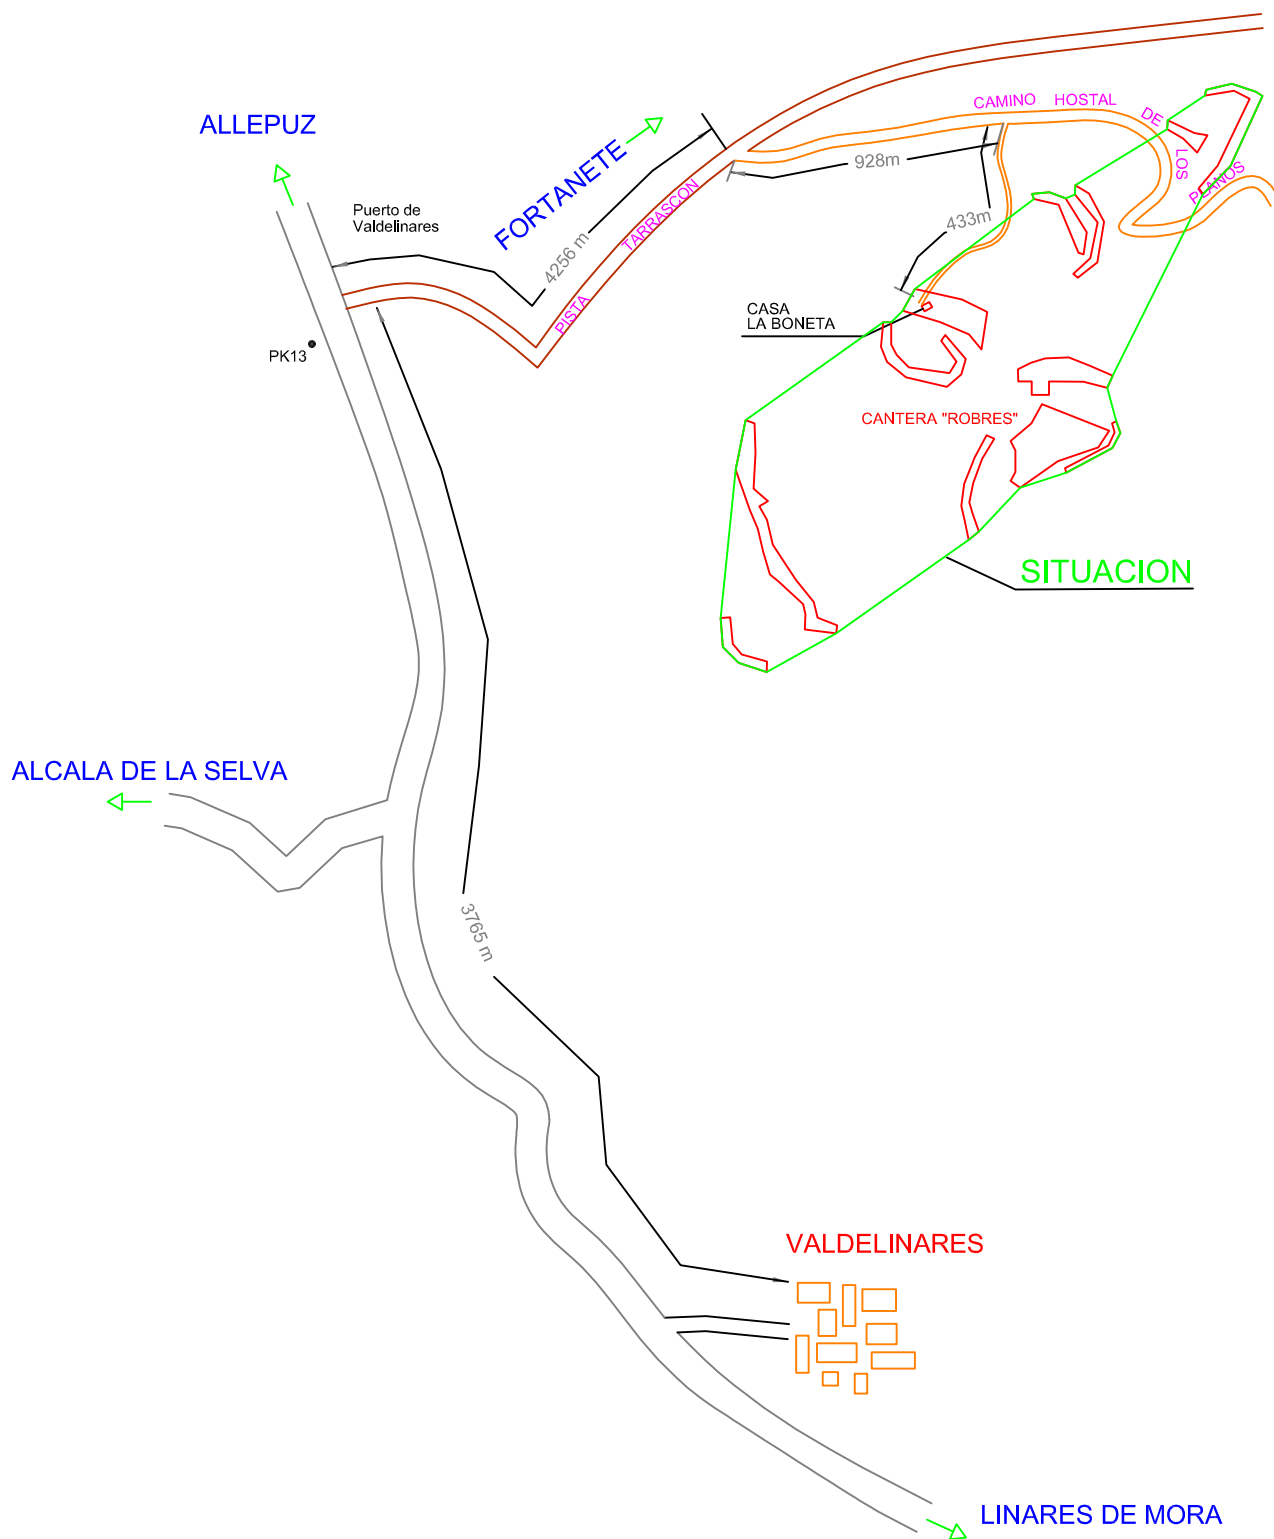 ALLEPUZ
CAMINO HOSTAL DE LOS PLANOS
FORTANETE
928m
PISTA TARRASCON
Puerto de
Valdelinares
433m
4256 m
CASA
LA BONETA
PK13
CANTERA "ROBRES"
SITUACION
ALCALA DE LA SELVA
3765 m
VALDELINARES
LINARES DE MORA